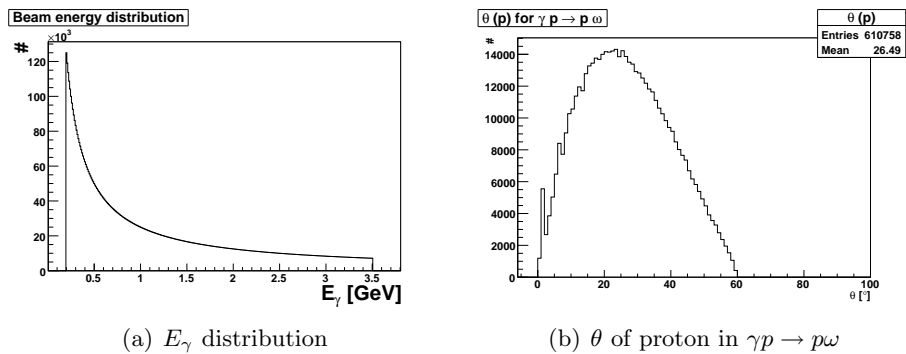 Beam energy distribution
×10³
#
120
100
80
60
40
20
0
0.5 1 1.5 2 2.5 3 3.5
E_γ [GeV]
(a) E_γ distribution
θ (p) for γ p → p ω
θ (p)
Entries 610758
Mean 26.49
#
14000
12000
10000
8000
6000
4000
2000
0
0 20 40 60 80 100
θ [°]
(b) θ of proton in γp → pω